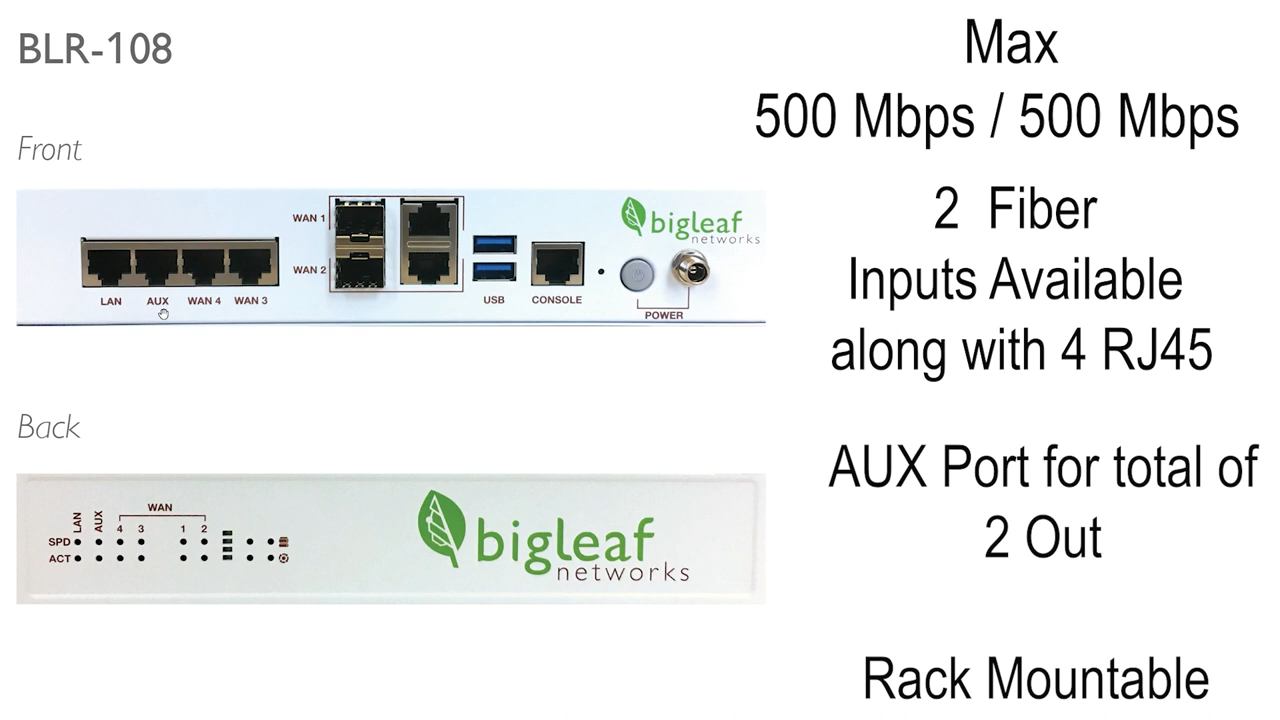 BLR-108
Max
500 Mbps / 500 Mbps
Front
2 Fiber
Inputs Available
along with 4 RJ45
WAN 1
WAN 2
bigleaf
networks
LAN AUX WAN 4 WAN 3
USB CONSOLE
POWER
Back
AUX Port for total of
2 Out
LAN AUX WAN
4 3 1 2
SPD
ACT
bigleaf
networks
Rack Mountable